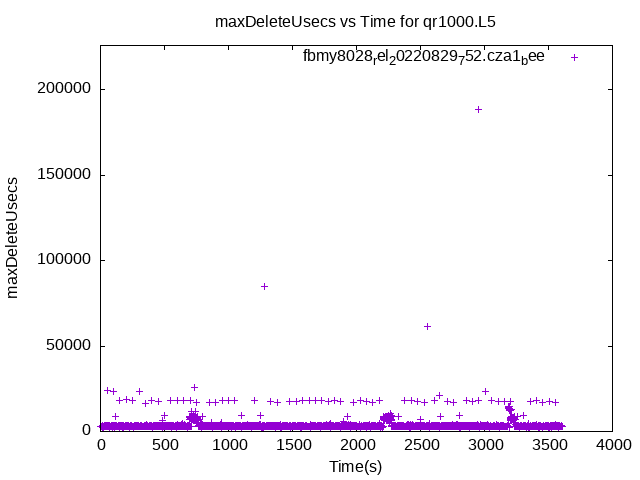 maxDeleteUsecs vs Time for qr1000.L5
fbmy8028rel20220829752.cza1bee
200000
150000
100000
50000
0
maxDeleteUsecs
0 500 1000 1500 2000 2500 3000 3500 4000
Time(s)